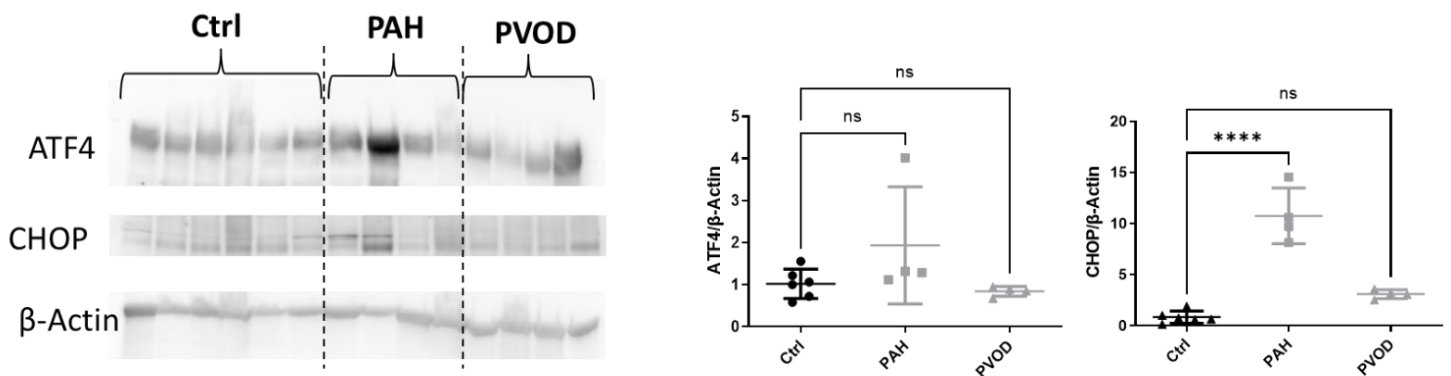 Ctrl PAH PVOD
ATF4
CHOP
β-Actin
ns
ns
ATF4/β-Actin
5
4
3
2
1
0
Ctrl PAH PVOD
ns
****
CHOP/β-Actin
20
15
10
5
0
Ctrl PAH PVOD